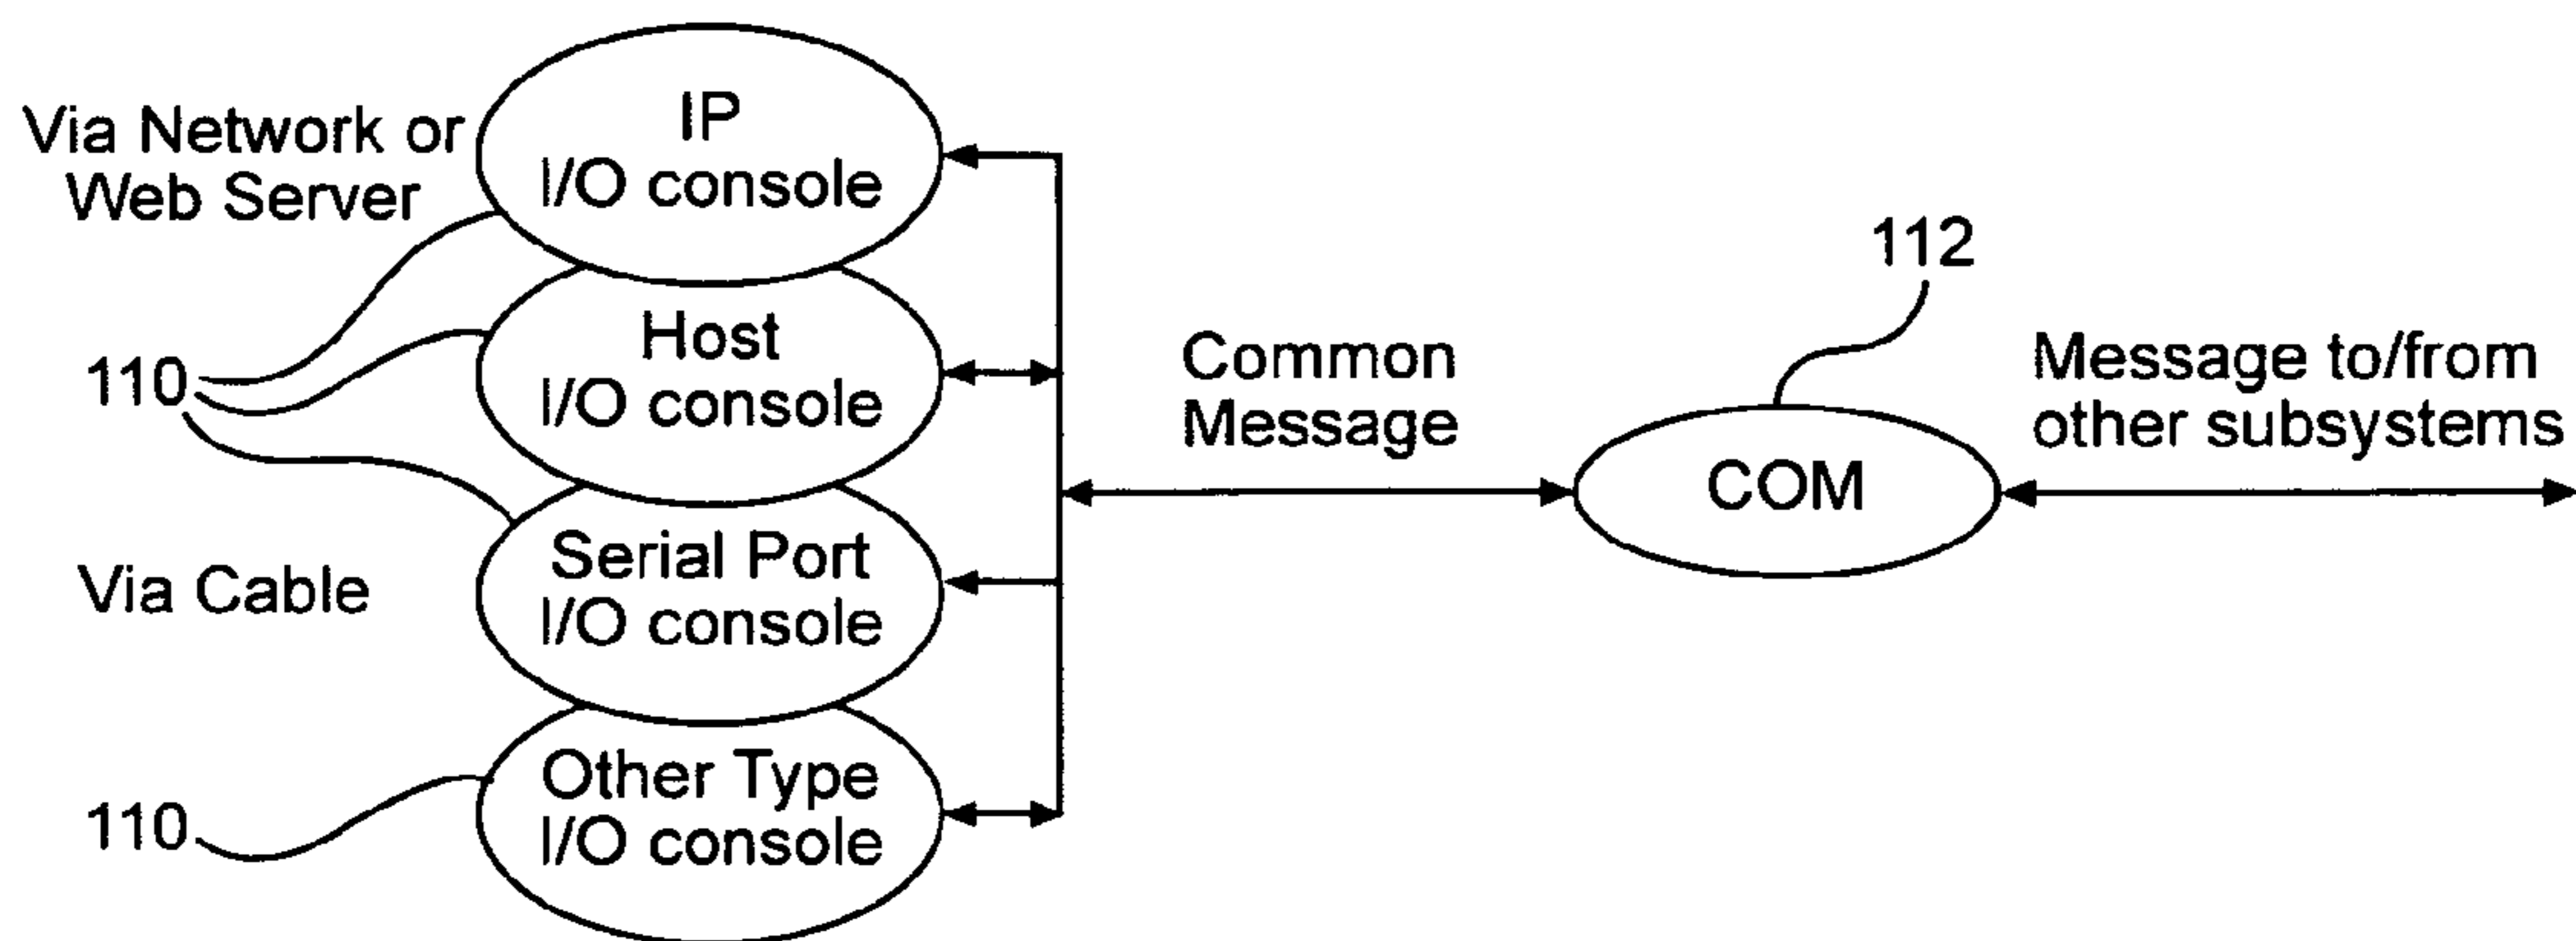 Via Network or
Web Server
IP
I/O console
112
Host
I/O console
110
Common
Message
Message to/from
other subsystems
COM
Via Cable
Serial Port
I/O console
110
Other Type
I/O console